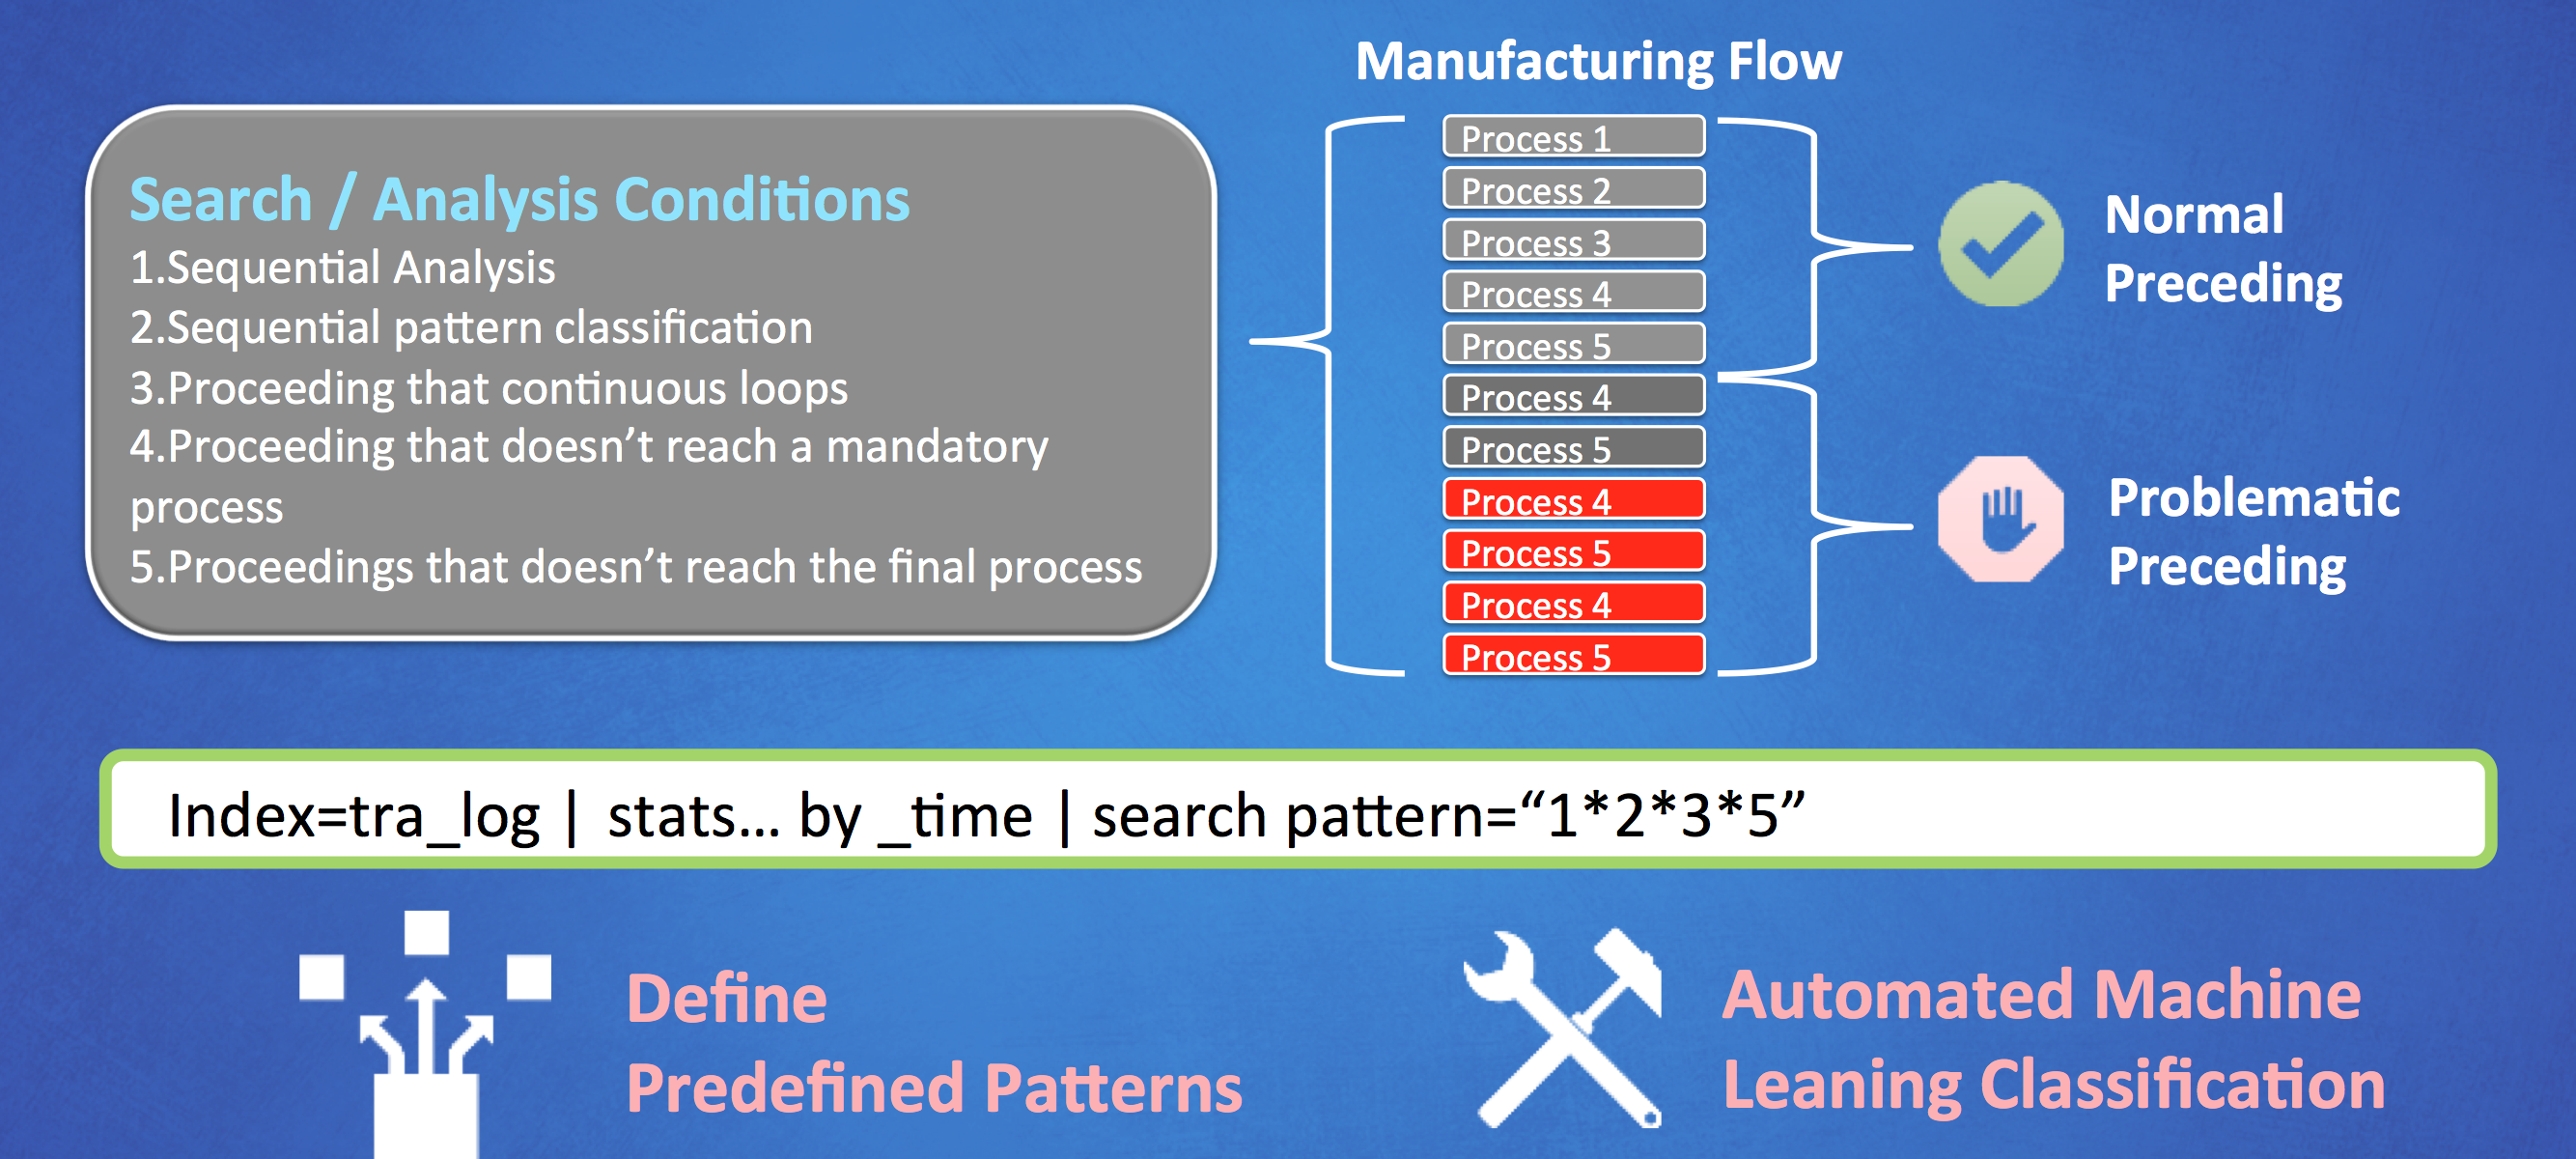 Manufacturing Flow
Search / Analysis Conditions
1.Sequential Analysis
2.Sequential pattern classification
3.Proceeding that continuous loops
4.Proceeding that doesn’t reach a mandatory
process
5.Proceedings that doesn’t reach the final process
Process 1
Process 2
Process 3
Process 4
Process 5
Process 4
Process 5
Process 4
Process 5
Process 4
Process 5
Normal
Preceding
Problematic
Preceding
Index=tra_log | stats... by _time | search pattern=“1*2*3*5”
Define
Predefined Patterns
Automated Machine
Leaning Classification